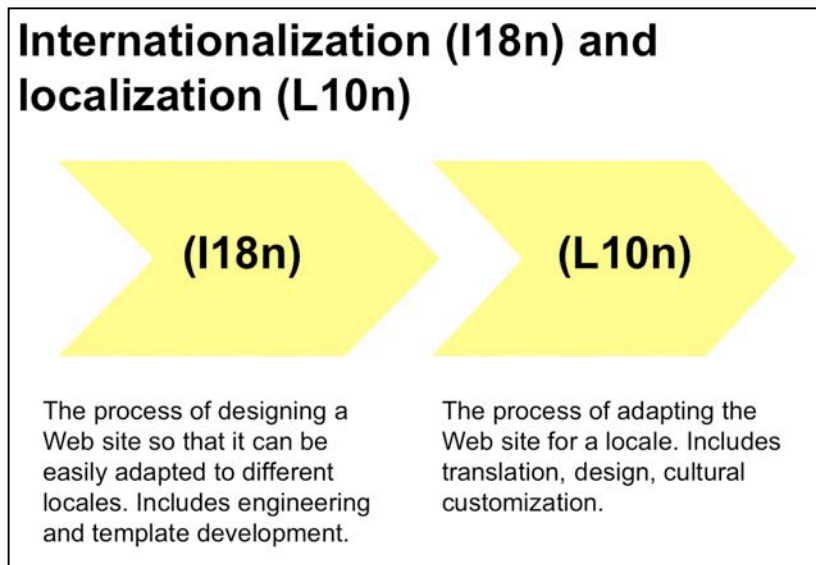 Internationalization (I18n) and
localization (L10n)
(I18n)
(L10n)
The process of designing a
Web site so that it can be
easily adapted to different
locales. Includes engineering
and template development.
The process of adapting the
Web site for a locale. Includes
translation, design, cultural
customization.